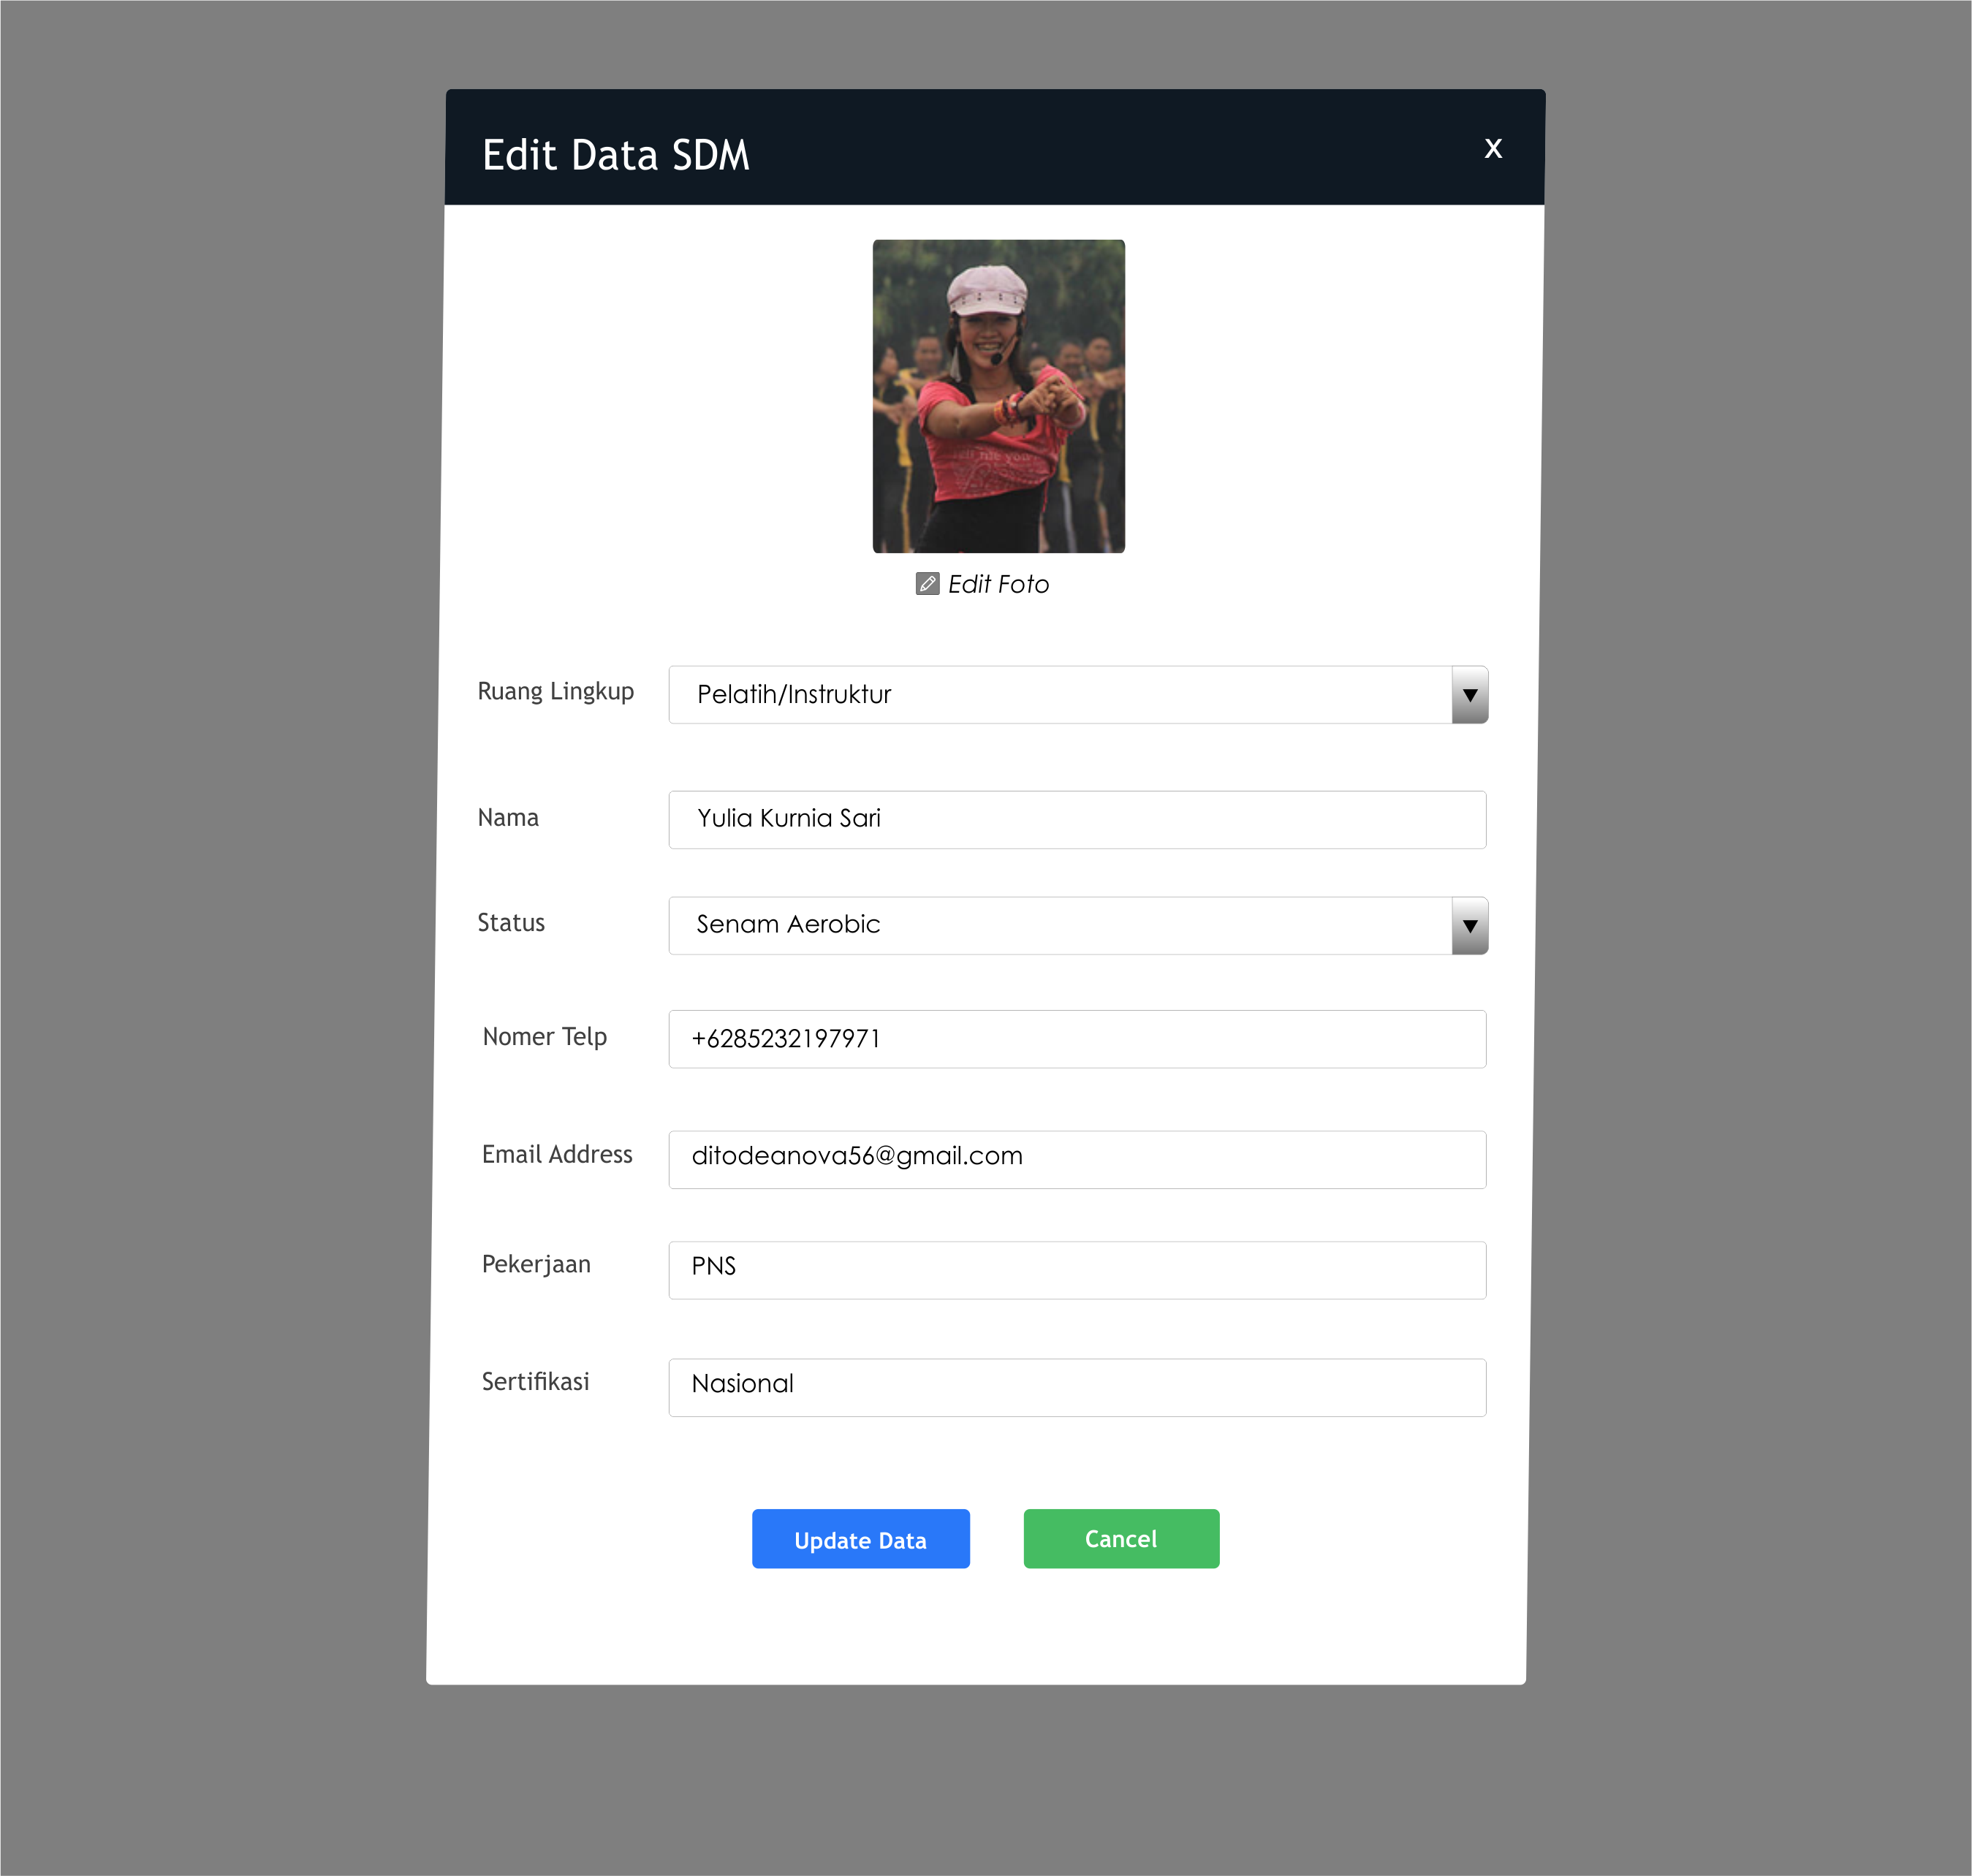 Edit Data SDM
X
Edit Foto
Ruang Lingkup
Pelatih/Instruktur
Nama
Yulia Kurnia Sari
Status
Senam Aerobic
Nomer Telp
+6285232197971
Email Address
ditodeanova56@gmail.com
Pekerjaan
PNS
Sertifikasi
Nasional
Update Data
Cancel